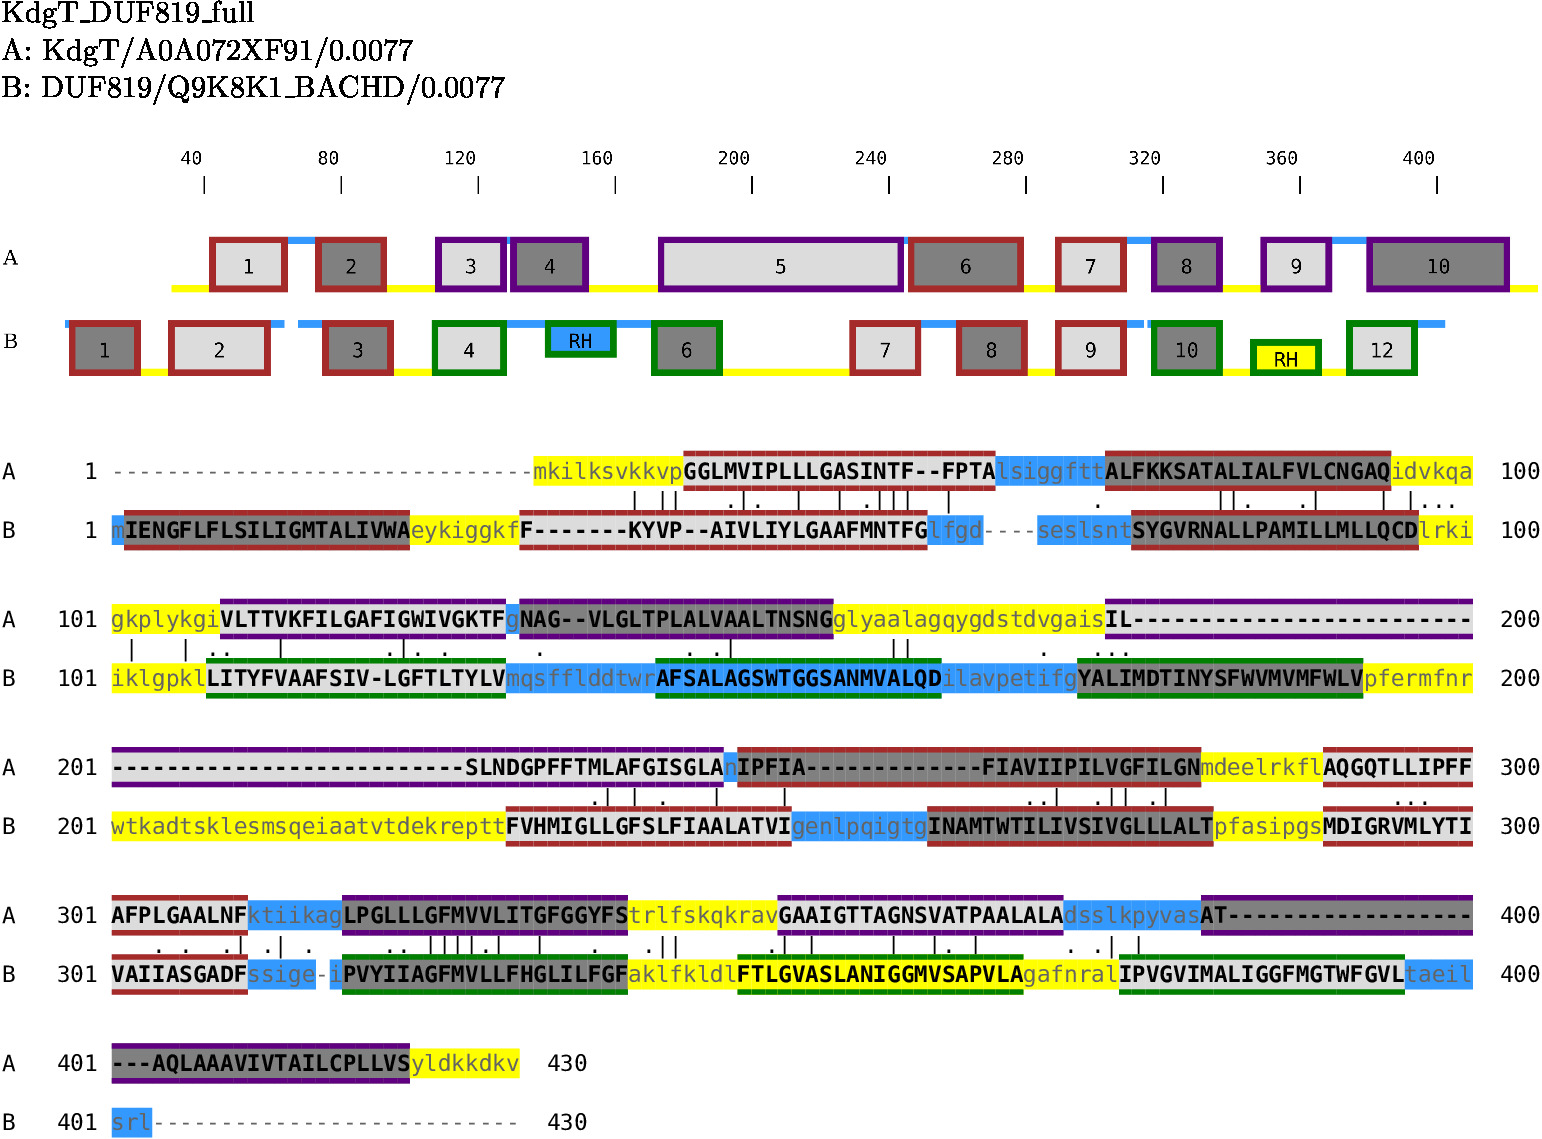 KdgT_DUF819_full
A: KdgT/A0A072XF91/0.0077
B: DUF819/Q9K8K1_BACHD/0.0077
40 80 120 160 200 240 280 320 360 400
A 1 2 3 4 5 6 7 8 9 10
B 1 2 3 4 RH 6 7 8 9 10 RH 12
A 1 -------------------------------mkilksvkkvpGGLMVIPLLLGASINTF--FPTAlsiggfttALFKKSATALIALFVLCNGAQidvkqa 100
B 1 mIENGFLFLSILIGMTALIVWAeykiggkfF-------KYVP--AIVLIYLGAAFMNTFGlfgd----seslsntSYGVRNALLPAMILLMLLQCDlrki 100
A 101 gkplykgiVLTTVKFILGAFIGWIVGKTFgNAG--VLGLTPLALVAALTNSNGglyaalagqygdstdvgaisIL------------------------- 200
B 101 iklgpklLITYFVAAFSIV-LGFTLTYLVmqsfflddtwrAFSALAGSWTGGSANMVALQDilavpetifgYALIMDTINYSFWVMVMFWLVpfermfnr 200
A 201 --------------------------SLNDGPFFTMLAFGISGLAnIPFIA-------------FIAVIIPILVGFILGNmdeelrkflAQGQTLLIPFF 300
B 201 wtkadtsklesmsqeiaatvtdekrepttFVHMIGLLGFSLFIAALATVIgenlpqigtgINAMTWTILIVSIVGLLLALTpfasipgsMDIGRVMLYTI 300
A 301 AFPLGAALNFktiikagLPGLLLGFMVVLITGFGGYFStrlfskqkravGAAIGTTAGNSVATPAALALAdsslkpyvasAT------------------ 400
B 301 VAIIASGADFssige-iPVYIIAGFMVLLFHGLILFGFaklfkldlFTLGVASLANIGGMVSAPVLAgafnralIPVGVIMALIGGFMGTWFGVLtaeil 400
A 401 ---AQLAAAVIVTAILCPLLVSyldkkdkv 430
B 401 srl--------------------------- 430